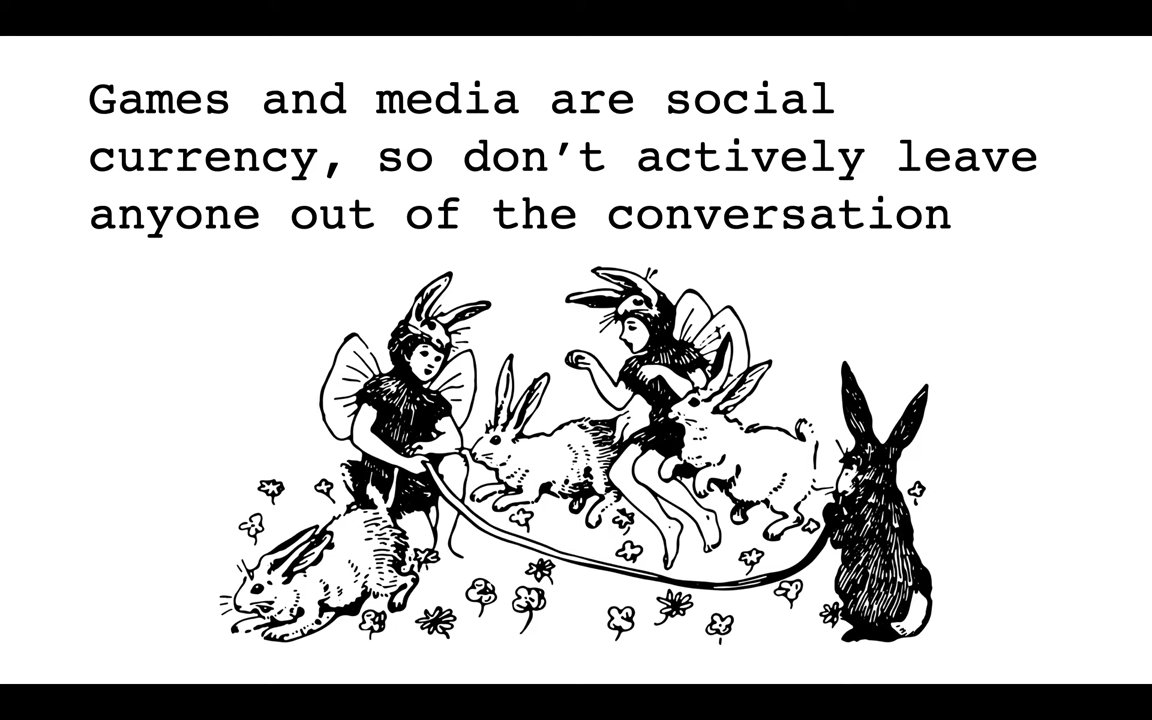 Games and media are social
currency, so don’t actively leave
anyone out of the conversation